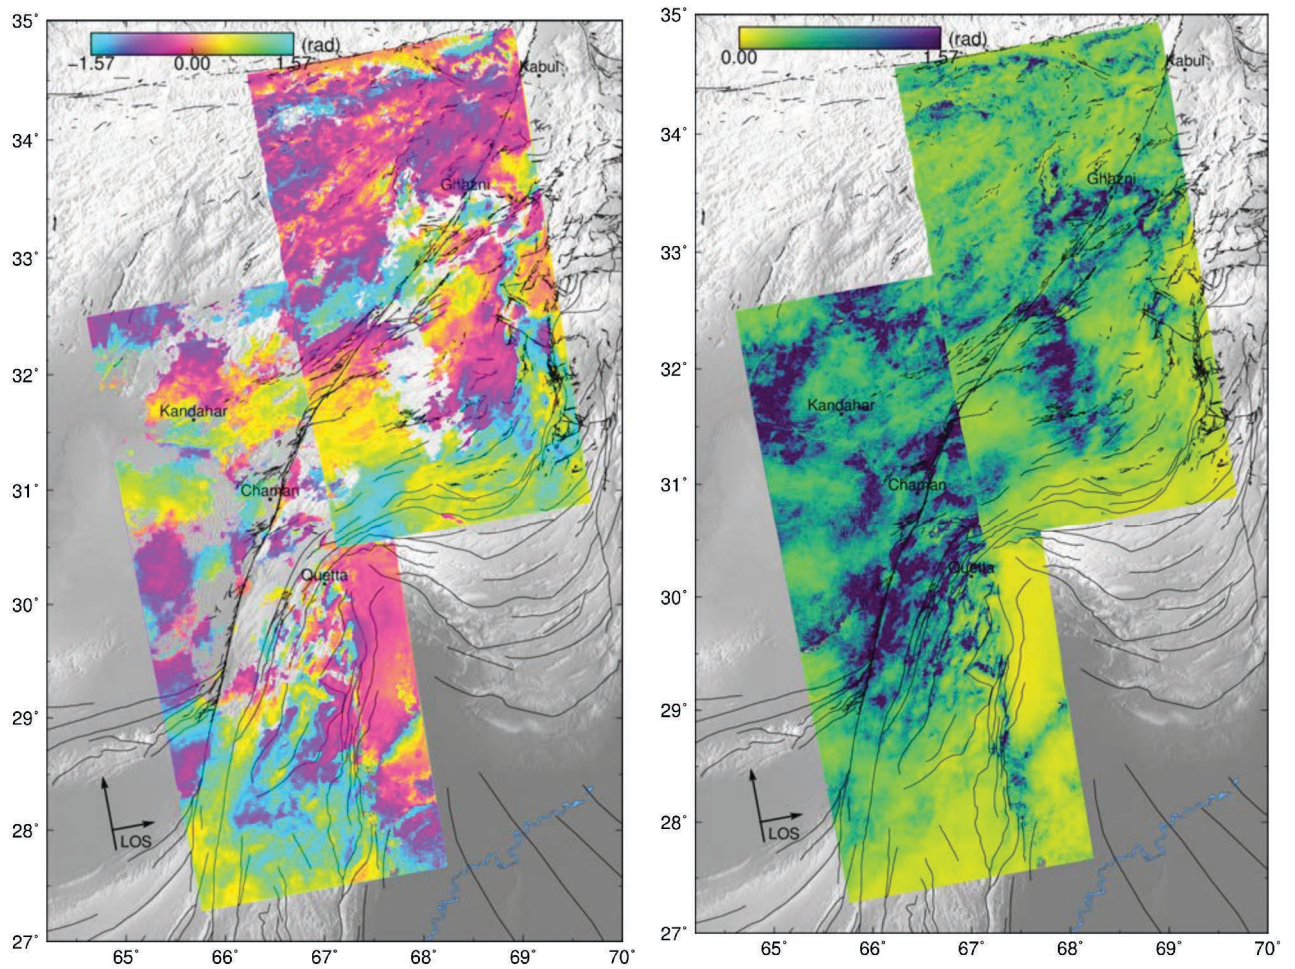 35°
34°
33°
32°
31°
30°
29°
28°
27°
65° 66° 67° 68° 69° 70°
(rad)
−1.57 0.00 1.57
Kabul
Ghazni
Kandahar
Chaman
Quetta
LOS
35°
34°
33°
32°
31°
30°
29°
28°
27°
65° 66° 67° 68° 69° 70°
(rad)
0.00 1.57
Kabul
Ghazni
Kandahar
Chaman
Quetta
LOS